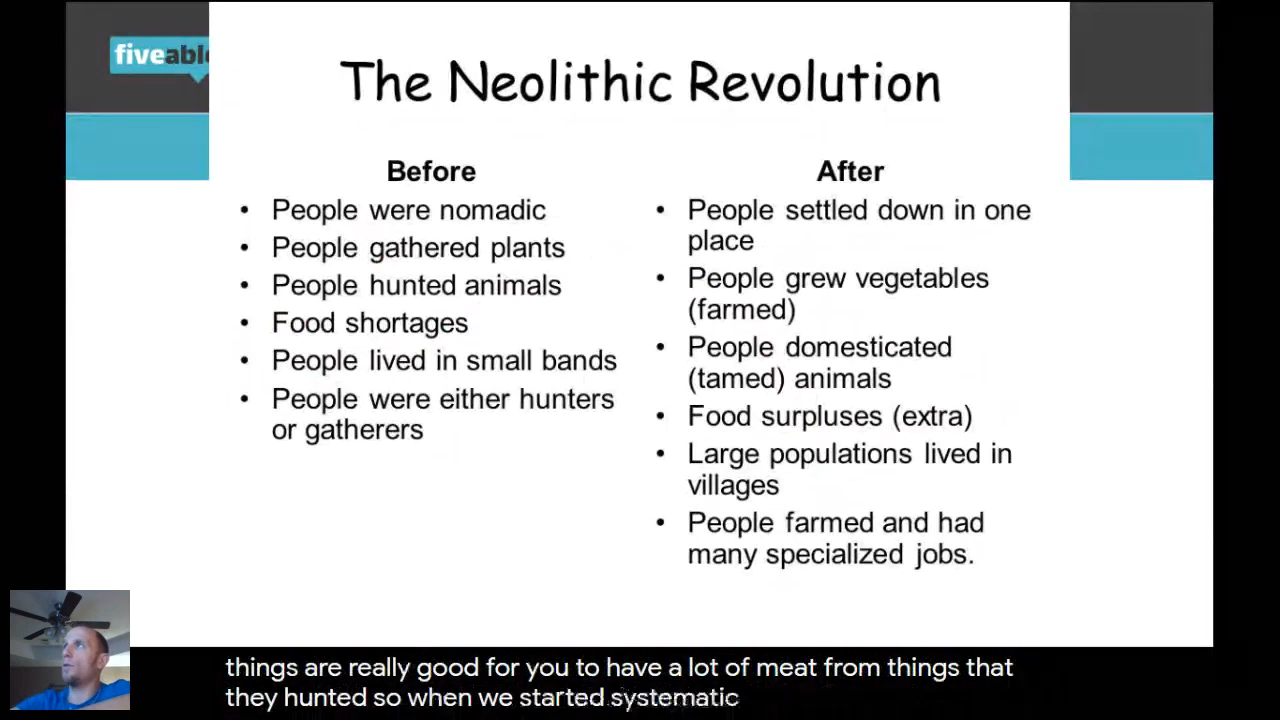 fiveable
The Neolithic Revolution
Before
• People were nomadic
• People gathered plants
• People hunted animals
• Food shortages
• People lived in small bands
• People were either hunters
or gatherers
After
• People settled down in one
place
• People grew vegetables
(farmed)
• People domesticated
(tamed) animals
• Food surpluses (extra)
• Large populations lived in
villages
• People farmed and had
many specialized jobs.
things are really good for you to have a lot of meat from things that
they hunted so when we started systematic